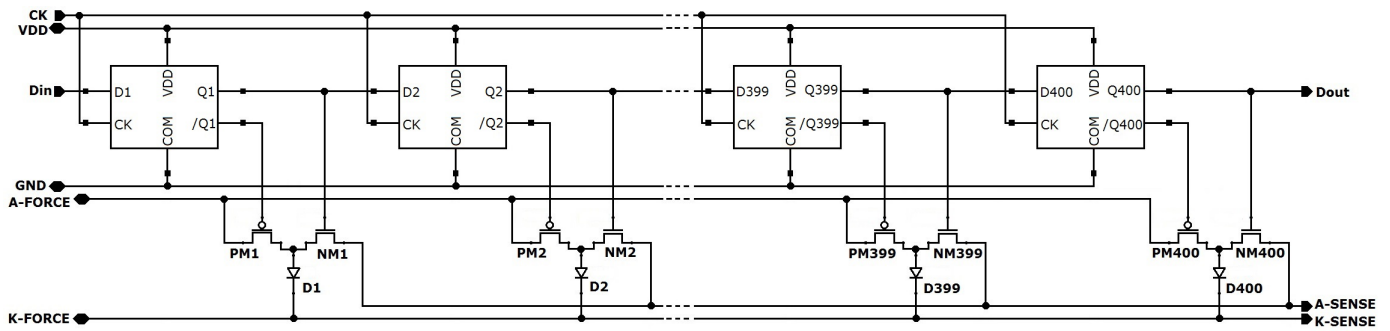 CK
VDD
Din
D1 VDD Q1
CK COM /Q1
D2 VDD Q2
CK COM /Q2
D399 VDD Q399
CK COM /Q399
D400 VDD Q400
CK COM /Q400
Dout
GND
A-FORCE
PM1 NM1
D1
PM2 NM2
D2
PM399 NM399
D399
PM400 NM400
D400
A-SENSE
K-FORCE
K-SENSE